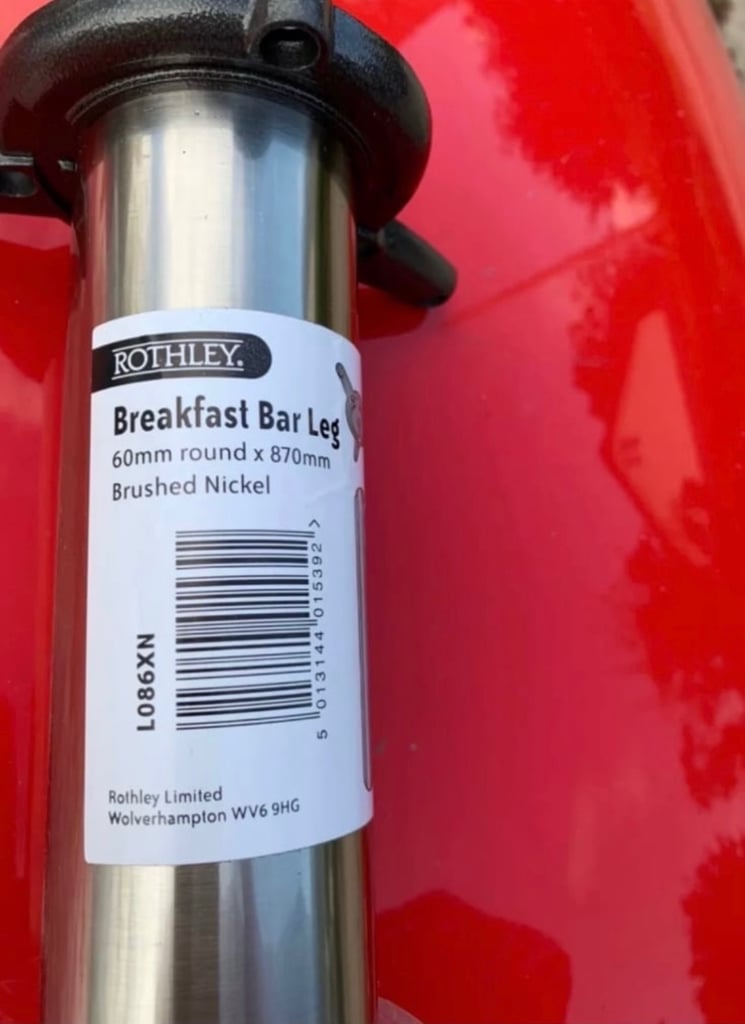 ROTHLEY.
Breakfast Bar Leg
60mm round x 870mm
Brushed Nickel
L086XN
5 013144 015392 >
Rothley Limited
Wolverhampton WV6 9HG